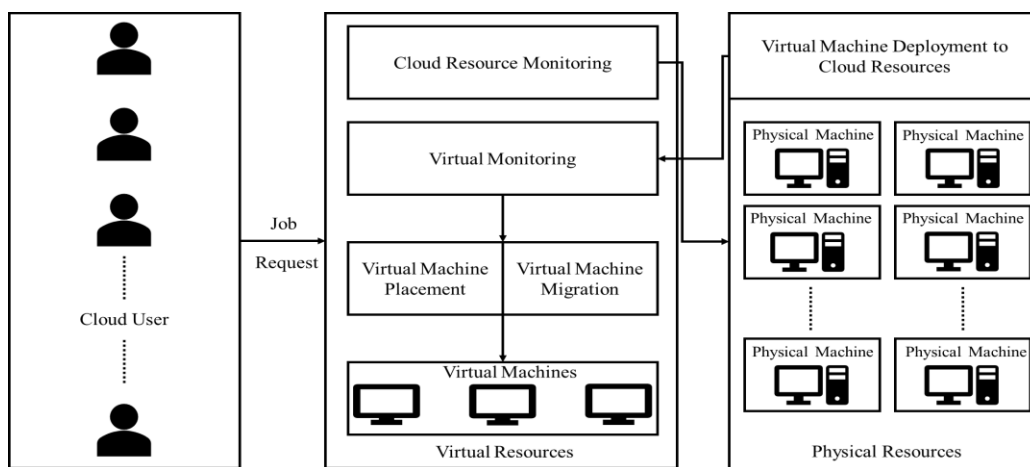 Cloud User
Job
Request
Cloud Resource Monitoring
Virtual Monitoring
Virtual Machine
Placement
Virtual Machine
Migration
Virtual Machines
Virtual Resources
Virtual Machine Deployment to
Cloud Resources
Physical Machine
Physical Machine
Physical Machine
Physical Machine
Physical Machine
Physical Machine
Physical Resources